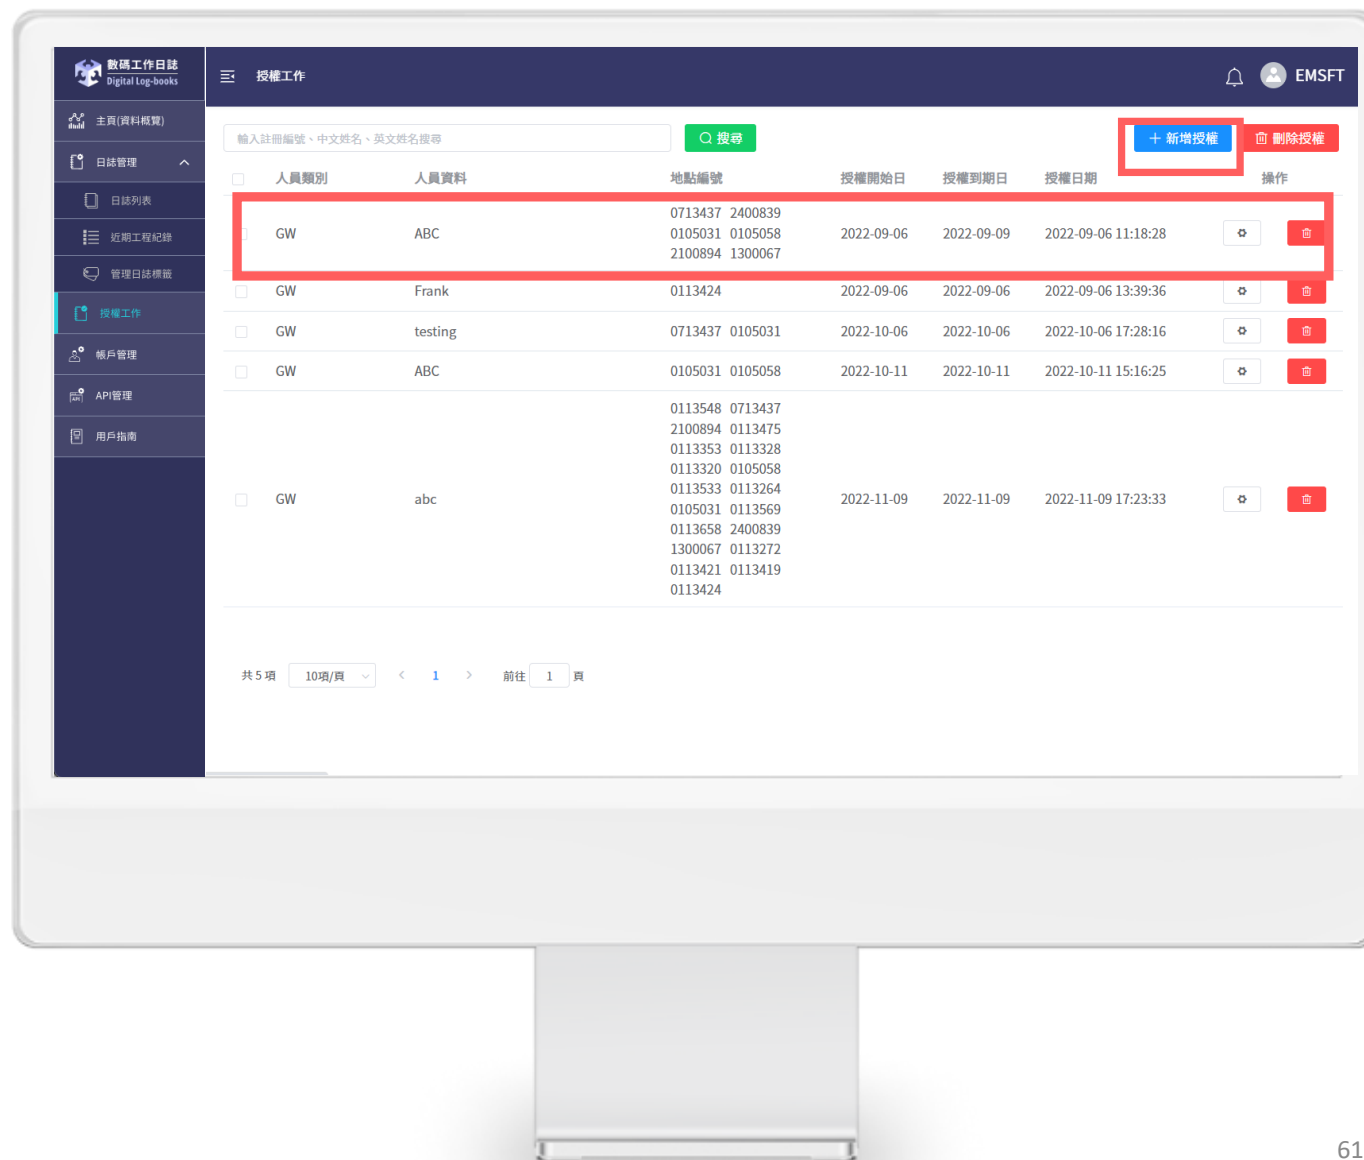 數碼工作日誌
Digital Log-books
授權工作
EMSFT
主頁(資料概覽)
日誌管理
日誌列表
近期工程紀錄
管理日誌標籤
授權工作
帳戶管理
API管理
用戶指南
輸入註冊編號、中文姓名、英文姓名搜尋
搜尋
+ 新增授權
刪除授權
人員類別 人員資料 地點編號 授權開始日 授權到期日 授權日期 操作
0713437 2400839
GW ABC 0105031 0105058 2022-09-06 2022-09-09 2022-09-06 11:18:28
2100894 1300067
GW Frank 0113424 2022-09-06 2022-09-06 2022-09-06 13:39:36
GW testing 0713437 0105031 2022-10-06 2022-10-06 2022-10-06 17:28:16
GW ABC 0105031 0105058 2022-10-11 2022-10-11 2022-10-11 15:16:25
0113548 0713437
2100894 0113475
0113353 0113328
0113320 0105058
0113533 0113264
GW abc 0105031 0113569 2022-11-09 2022-11-09 2022-11-09 17:23:33
0113658 2400839
1300067 0113272
0113421 0113419
0113424
共 5 項 10項/頁 < 1 > 前往 1 頁
61